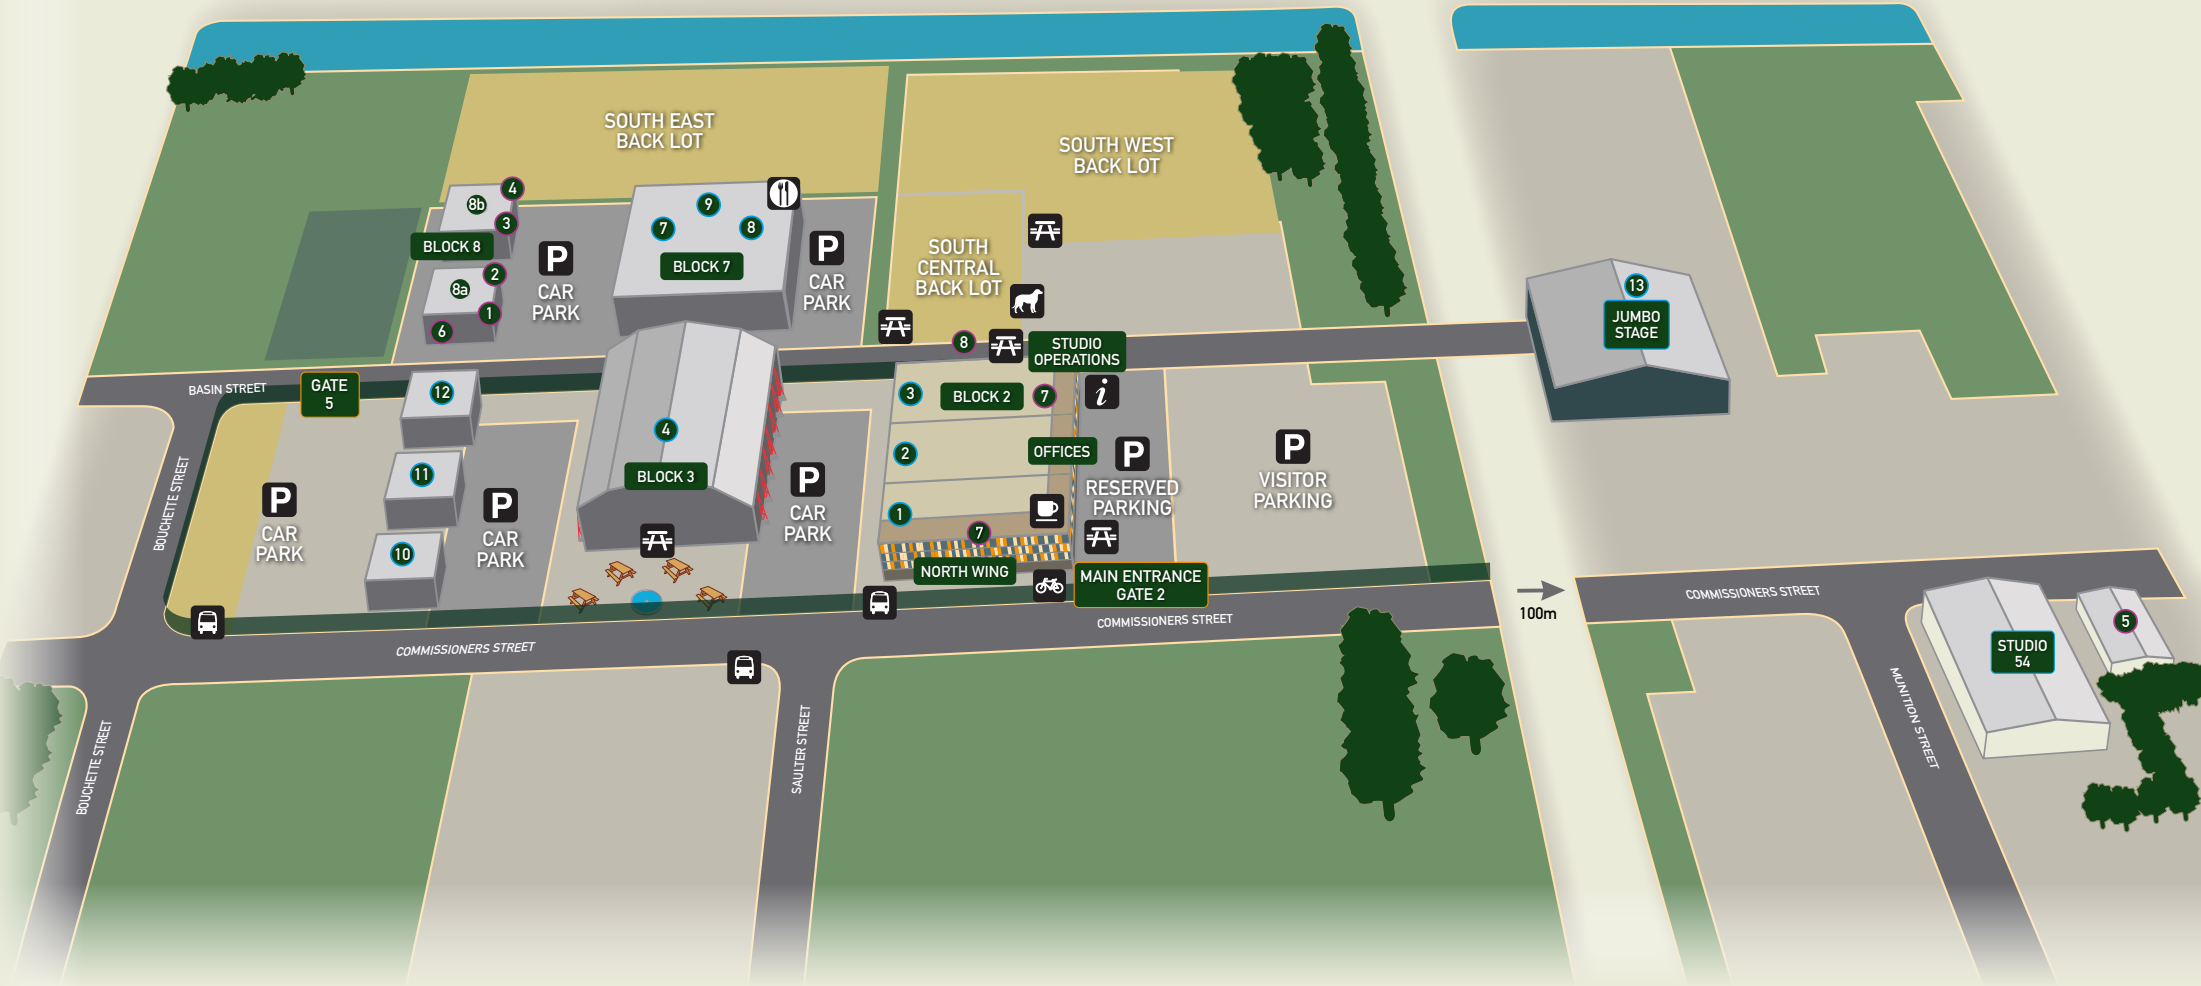 SOUTH EAST
BACK LOT
SOUTH WEST
BACK LOT
8b
4
3
BLOCK 8
8a
2
1
6
P
CAR
PARK
9
7
8
BLOCK 7
P
CAR
PARK
SOUTH
CENTRAL
BACK LOT
13
JUMBO
STAGE
8
STUDIO
OPERATIONS
BASIN STREET
GATE
5
12
11
10
3
BLOCK 2
7
i
4
BLOCK 3
2
OFFICES
1
7
P
CAR
PARK
P
CAR
PARK
P
CAR
PARK
P
RESERVED
PARKING
P
VISITOR
PARKING
BOUCHETTE STREET
NORTH WING
MAIN ENTRANCE
GATE 2
100m
COMMISSIONERS STREET
COMMISSIONERS STREET
COMMISSIONERS STREET
STUDIO
54
5
MUNITION STREET
SAULTER STREET
BOUCHETTE STREET